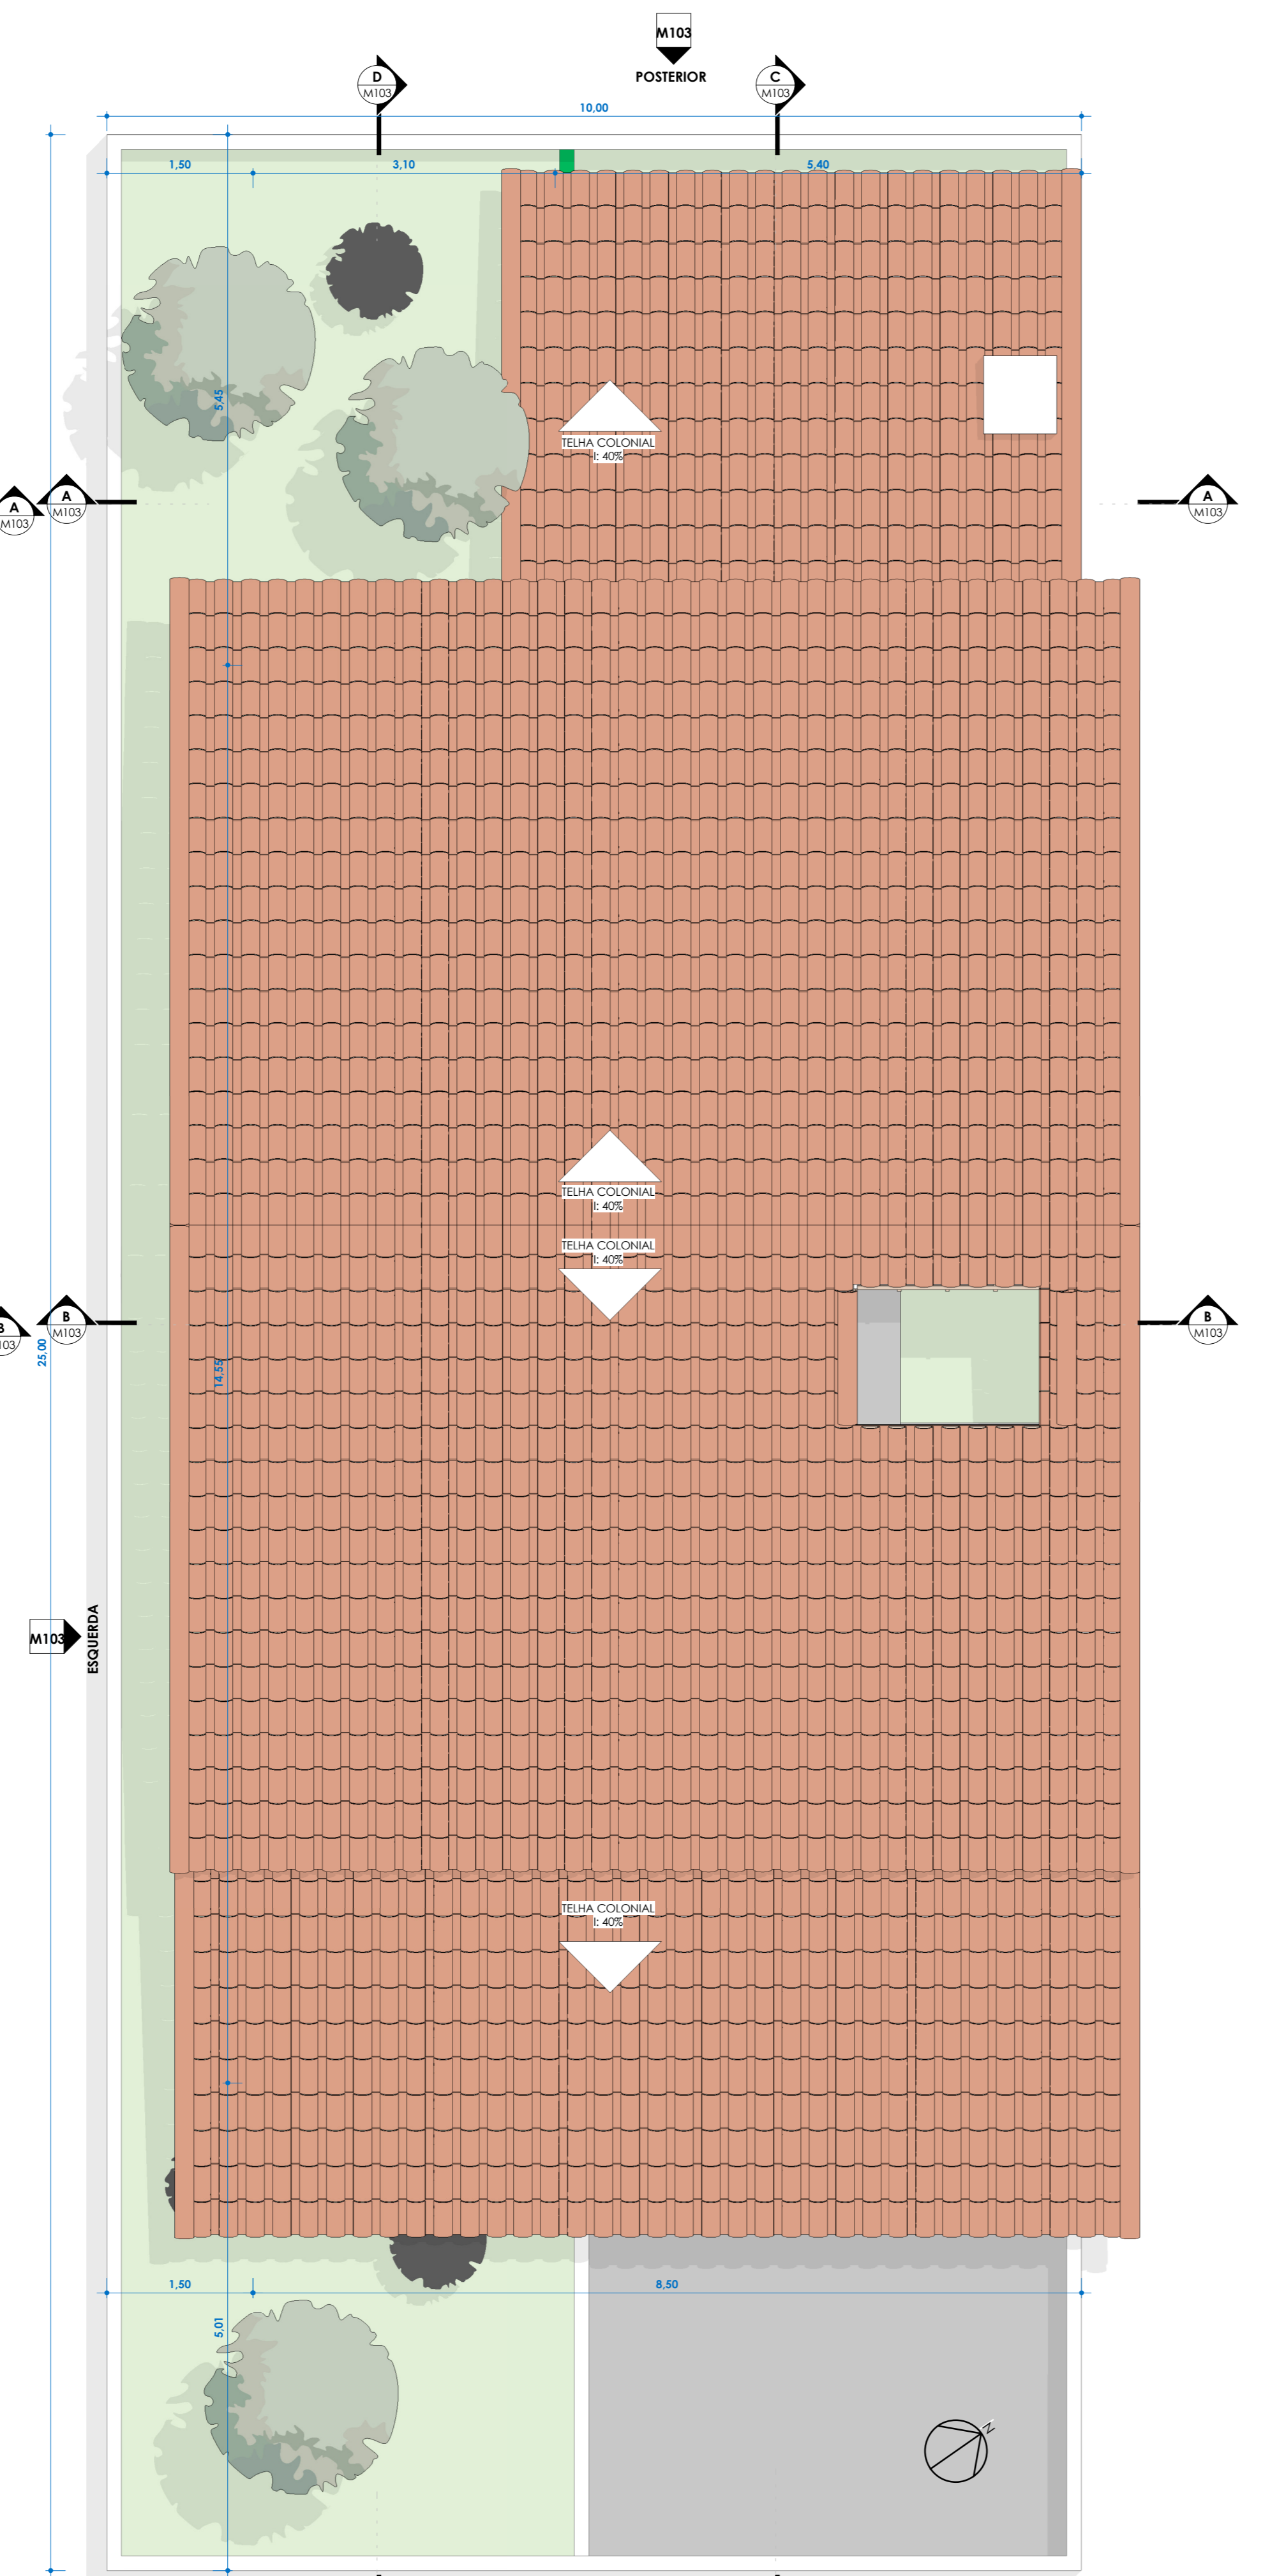 M103
POSTERIOR
D
M103
C
M103
10,00
1,50
3,10
5,40
5,45
TELHA COLONIAL
I: 40%
A
M103
A
M103
A
M103
TELHA COLONIAL
I: 40%
TELHA COLONIAL
I: 40%
B
M103
B
M103
25,00
14,55
M103
ESQUERDA
TELHA COLONIAL
I: 40%
1,50
8,50
5,01
N